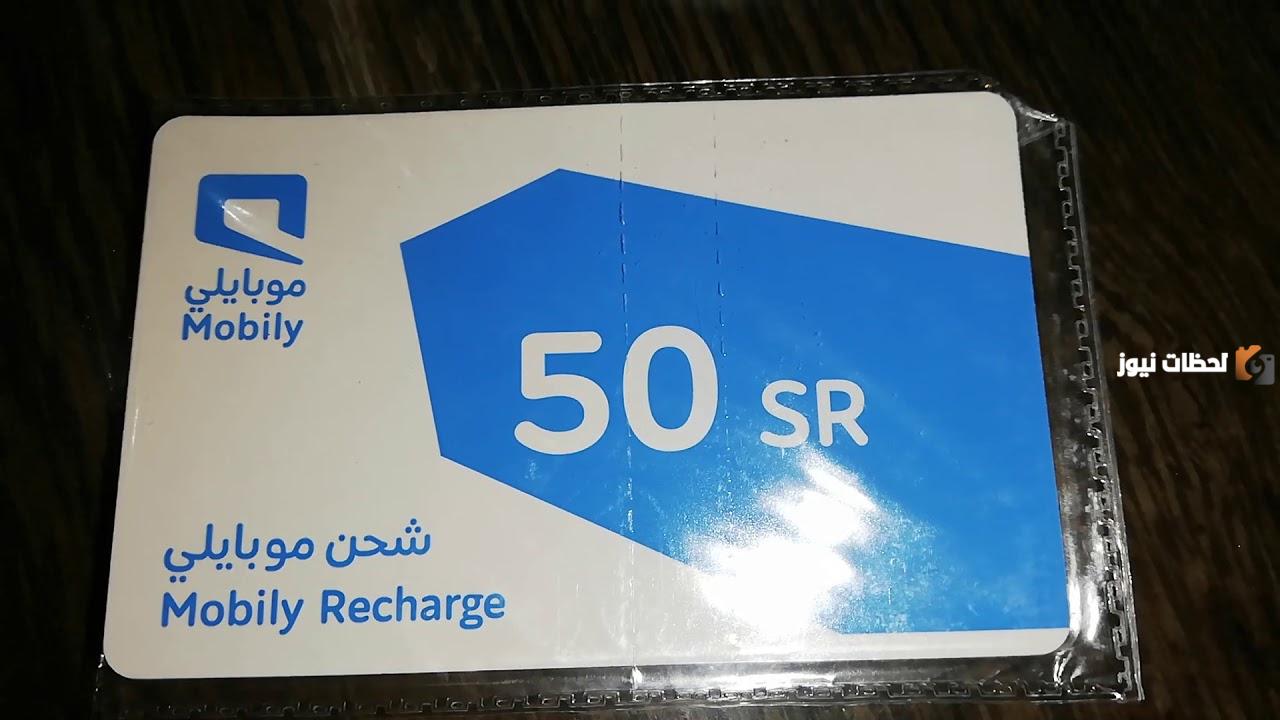 موبايلي
Mobily
50 SR
لحظات نيوز
شحن موبايلي
Mobily Recharge